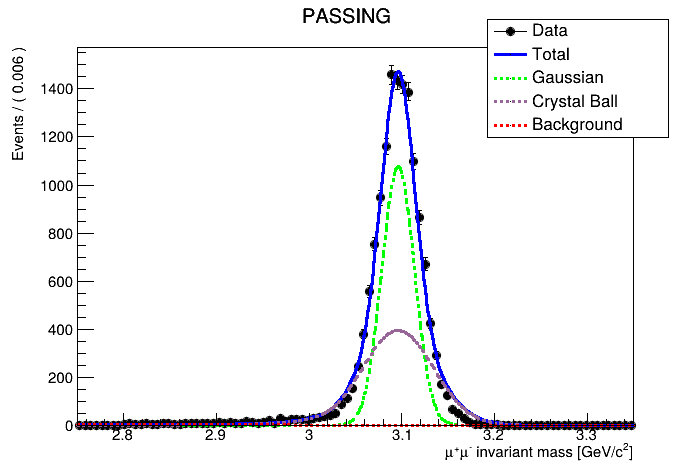 PASSING
Data
Total
Gaussian
Crystal Ball
Background
Events / ( 0.006 )
1400
1200
1000
800
600
400
200
0
2.8 2.9 3 3.1 3.2 3.3
μ⁺μ⁻ invariant mass [GeV/c²]